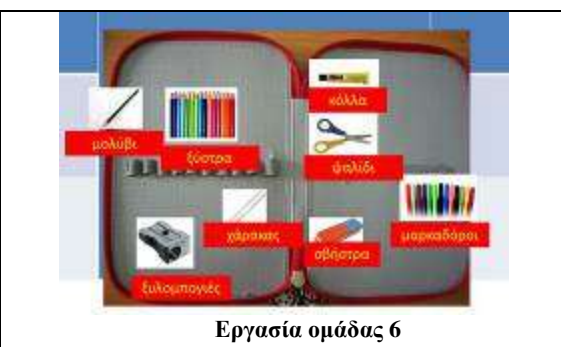 κόλλα
μολύβι
ξύστρα
ψαλίδι
χάρακας
σβήστρα
μαρκαδόροι
ξυλομπογιές
Εργασία ομάδας 6